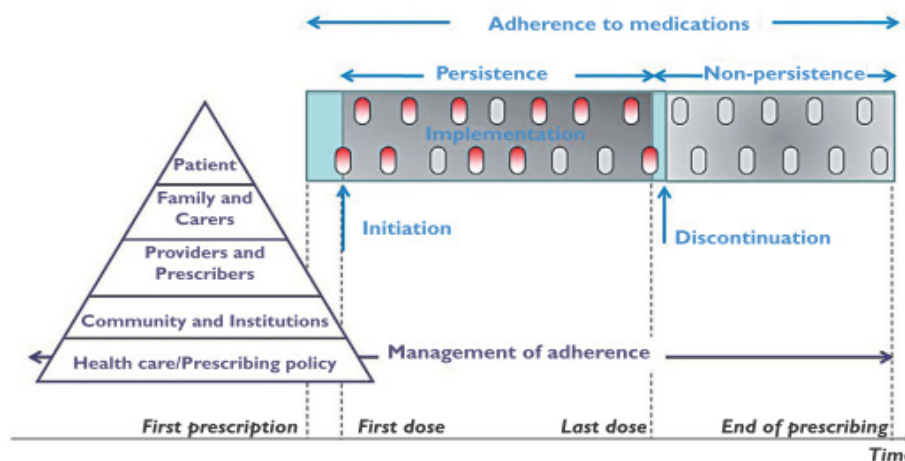 Adherence to medications
Persistence
Non-persistence
Implementation
Patient
Family and
Carers
Initiation
Discontinuation
Providers and
Prescribers
Community and Institutions
Health care/Prescribing policy
Management of adherence
First prescription
First dose
Last dose
End of prescribing
Time